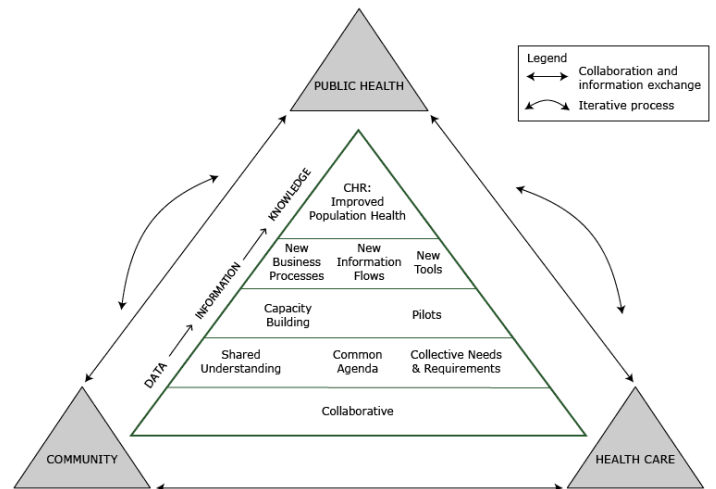 PUBLIC HEALTH
Legend
Collaboration and
information exchange
Iterative process
DATA → INFORMATION → KNOWLEDGE
CHR:
Improved
Population Health
New
Business
Processes
New
Information
Flows
New
Tools
Capacity
Building
Pilots
Shared
Understanding
Common
Agenda
Collective Needs
& Requirements
Collaborative
COMMUNITY
HEALTH CARE